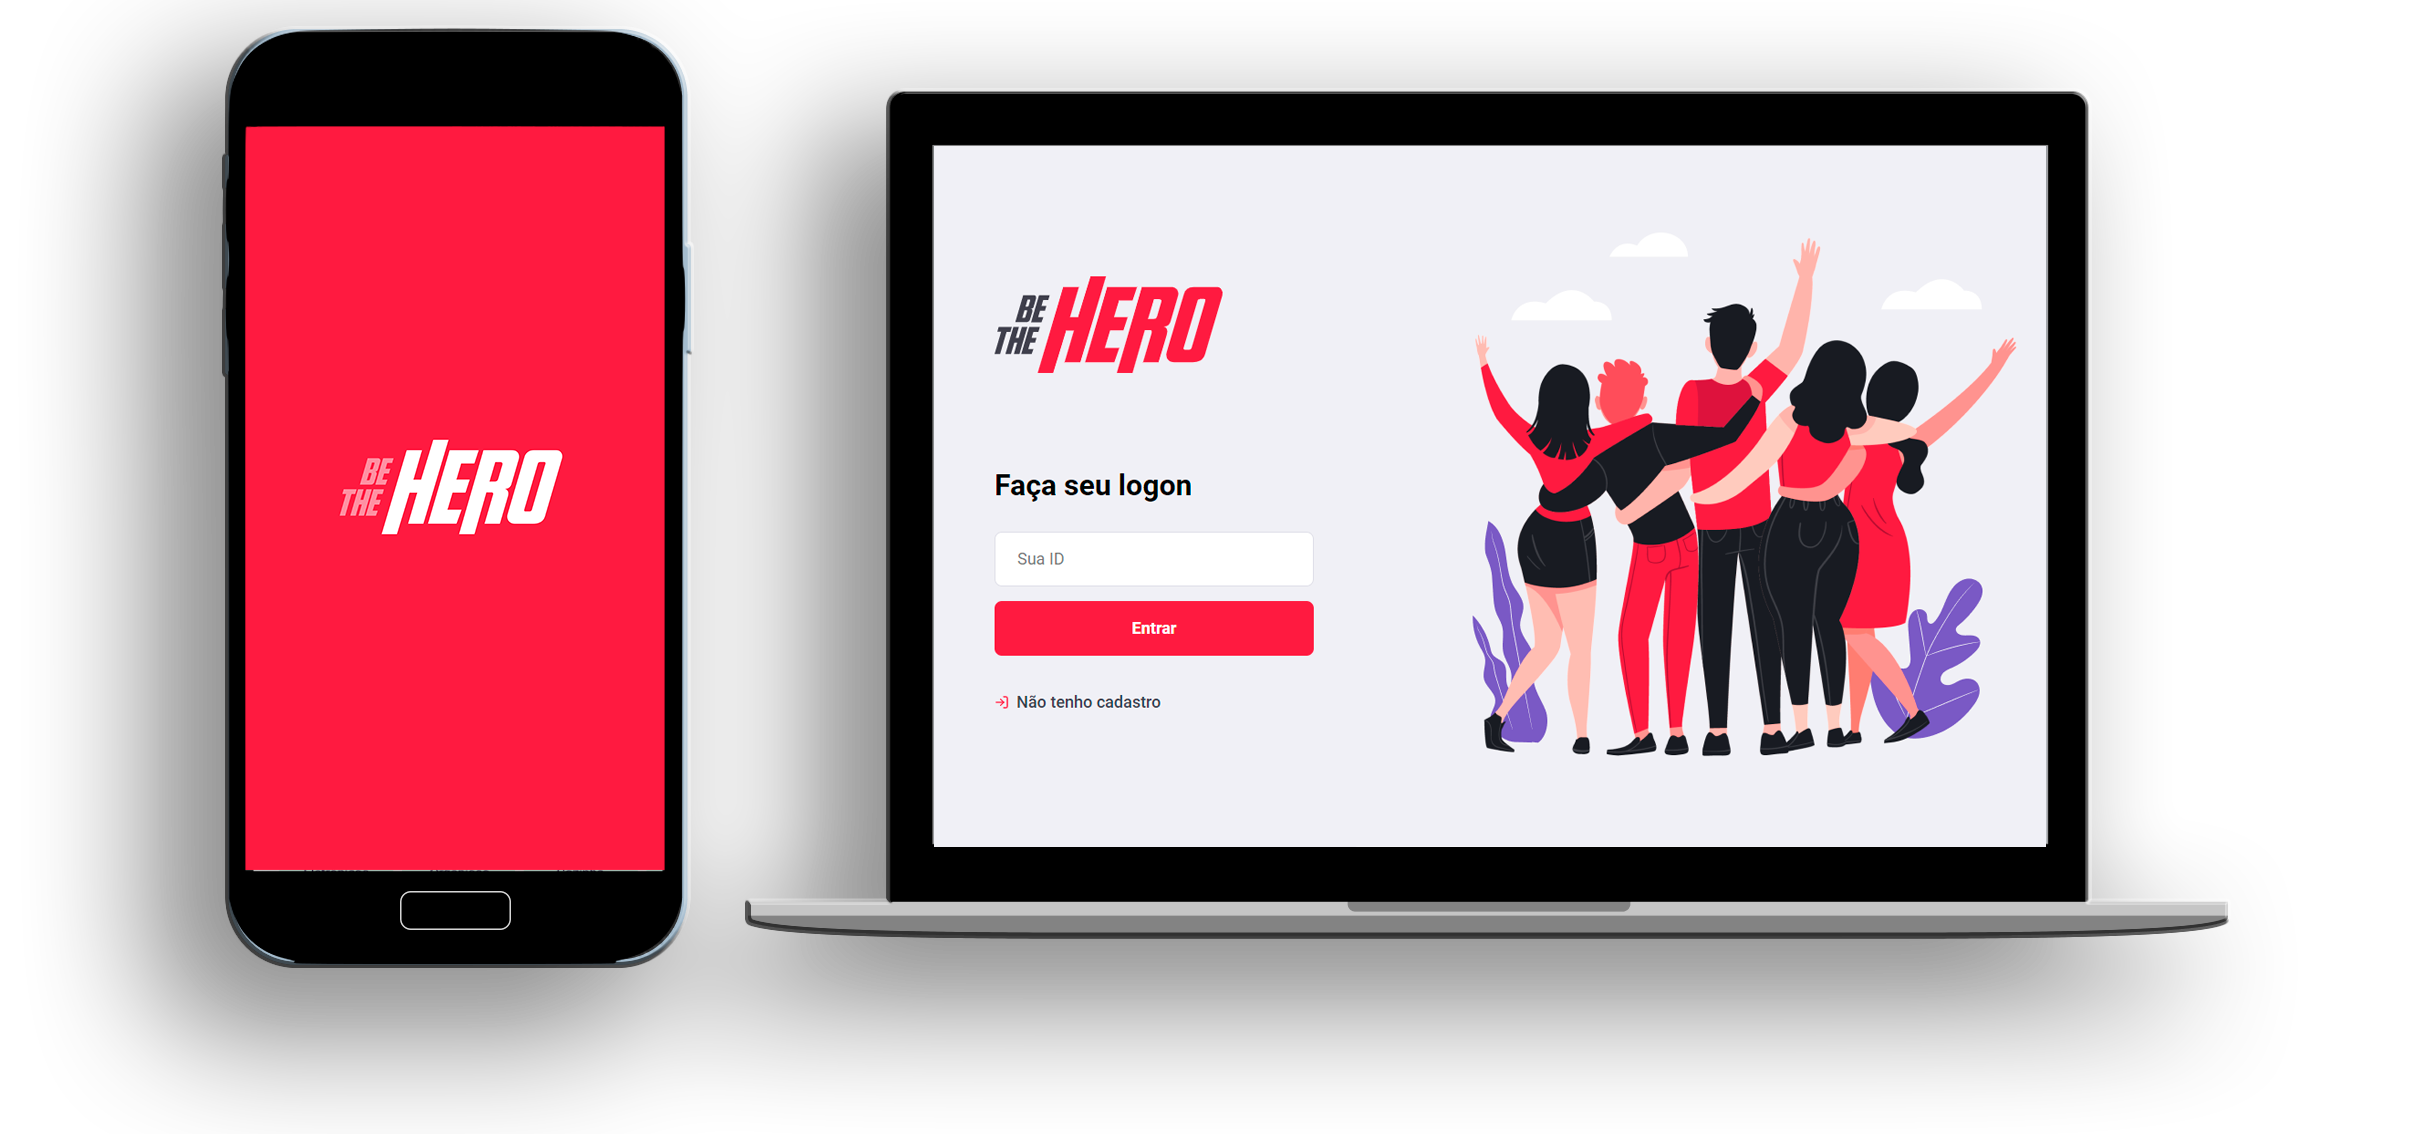 BE
THE HERO
BE
THE HERO
Faça seu logon
Sua ID
Entrar
Não tenho cadastro